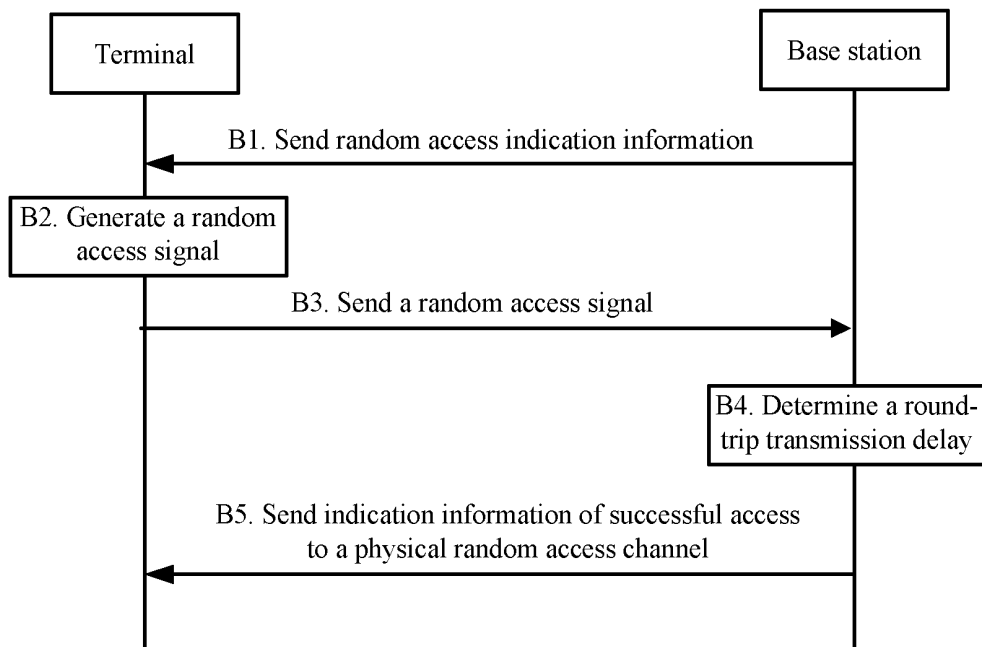 Terminal
Base station
B1. Send random access indication information
B2. Generate a random
access signal
B3. Send a random access signal
B4. Determine a round-
trip transmission delay
B5. Send indication information of successful access
to a physical random access channel